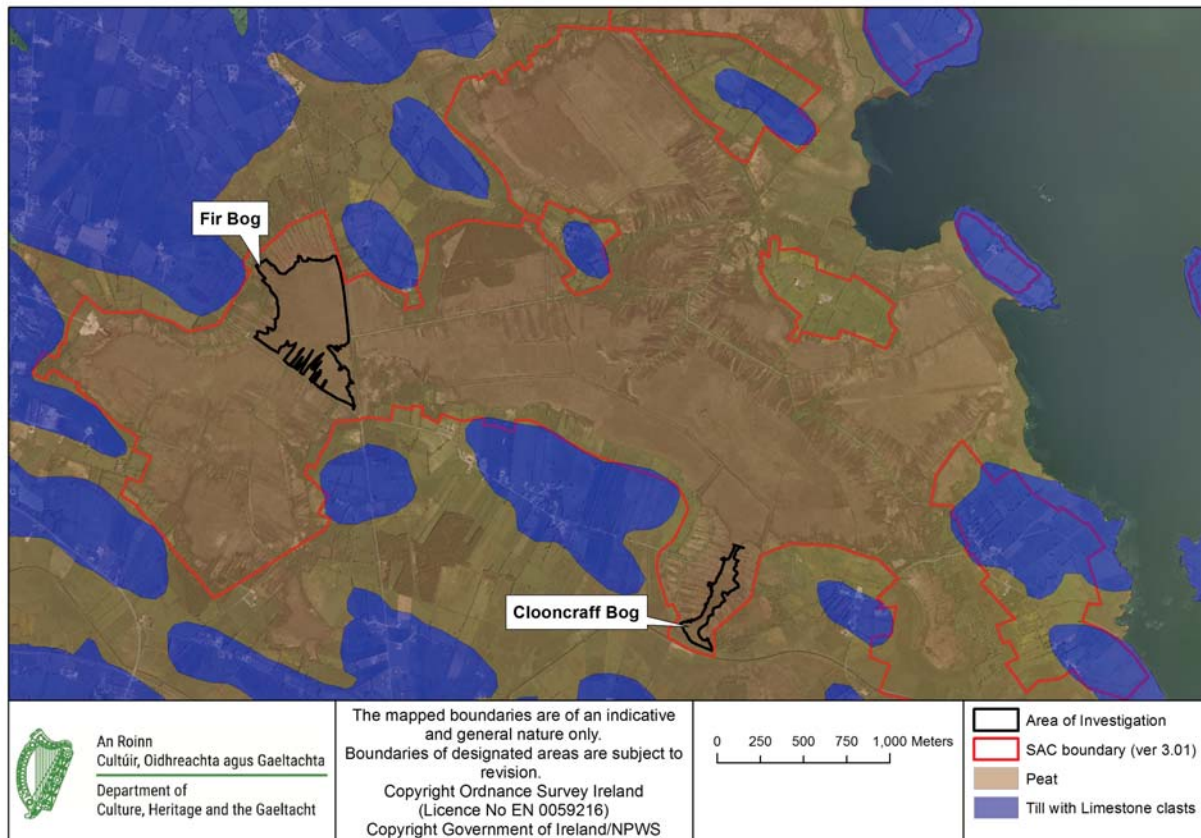 Fir Bog
Clooncraff Bog
An Roinn
Cultúir, Oidhreachta agus Gaeltachta
Department of
Culture, Heritage and the Gaeltacht
The mapped boundaries are of an indicative
and general nature only.
Boundaries of designated areas are subject to
revision.
Copyright Ordnance Survey Ireland
(Licence No EN 0059216)
Copyright Government of Ireland/NPWS
0 250 500 750 1,000 Meters
Area of Investigation
SAC boundary (ver 3.01)
Peat
Till with Limestone clasts